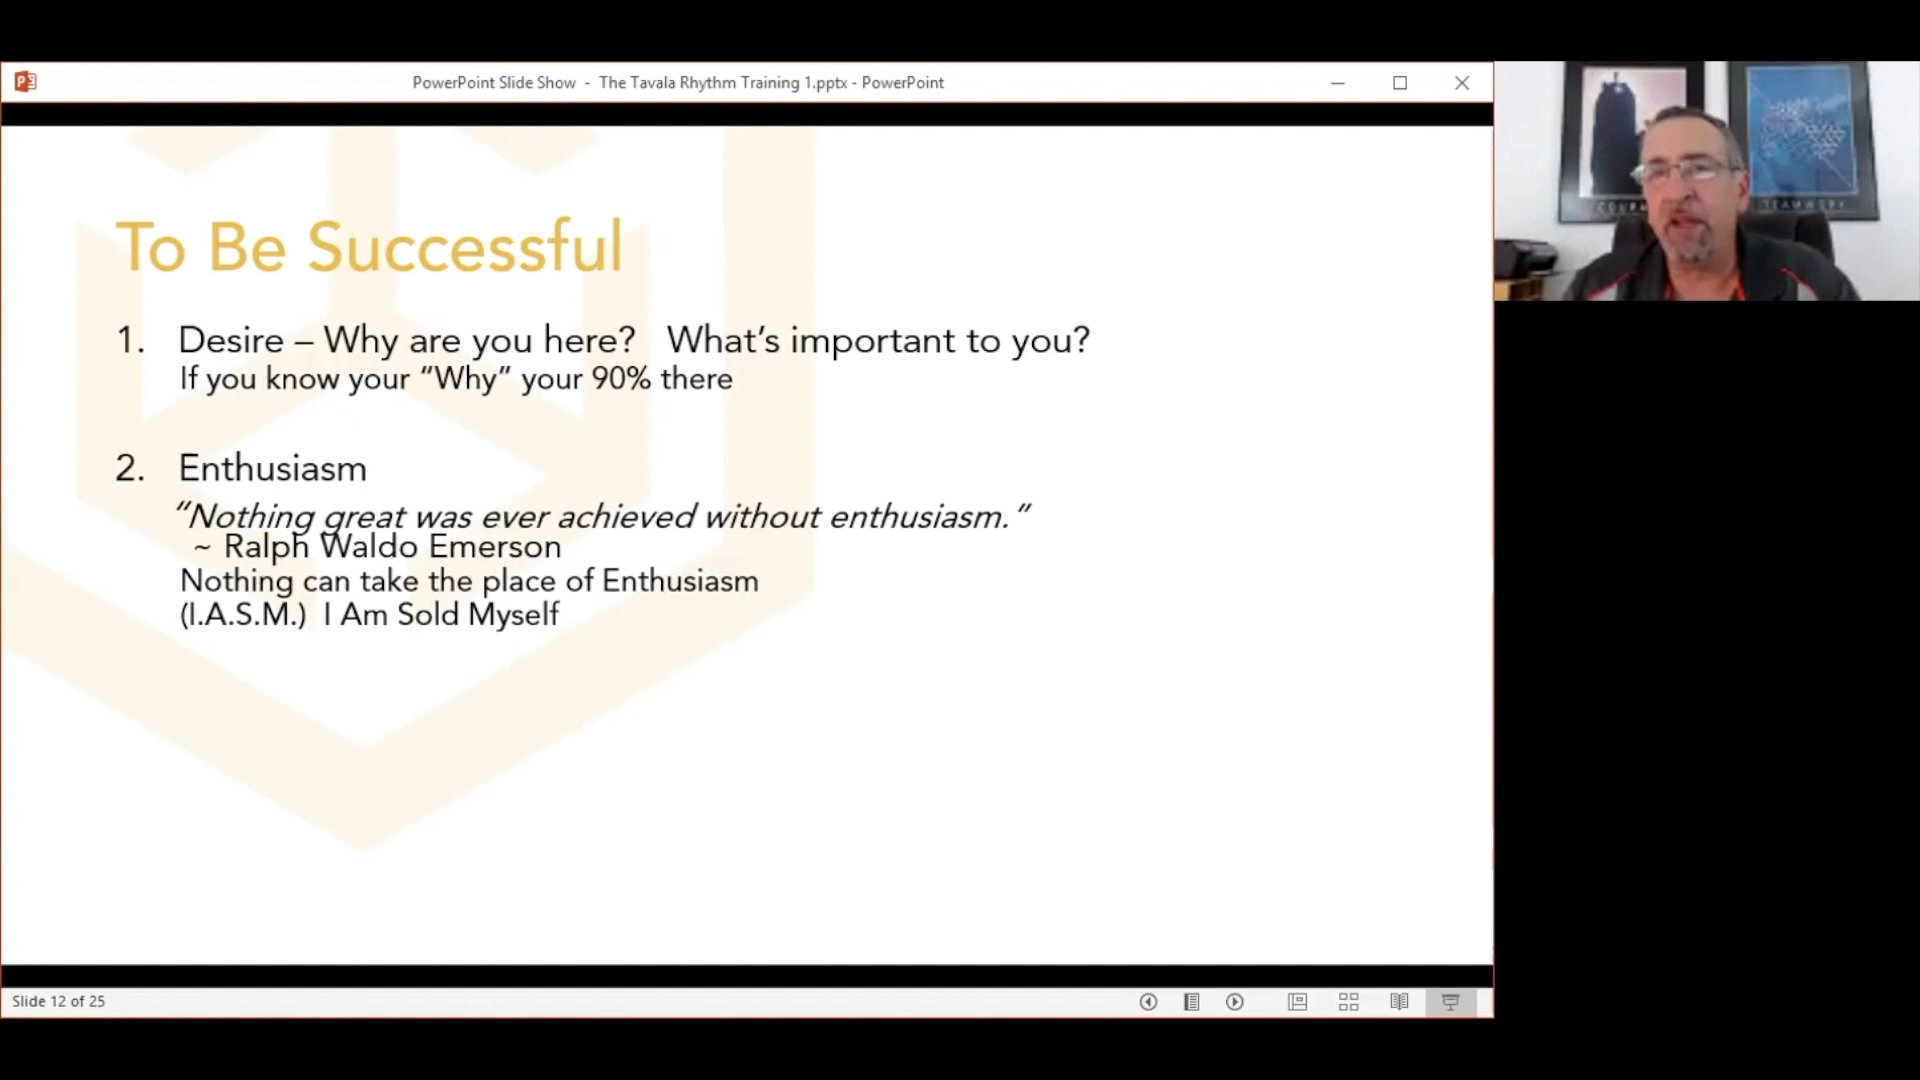 PowerPoint Slide Show - The Tavala Rhythm Training 1.pptx - PowerPoint
To Be Successful
1. Desire – Why are you here? What’s important to you?
If you know your “Why” your 90% there
2. Enthusiasm
“Nothing great was ever achieved without enthusiasm.”
~ Ralph Waldo Emerson
Nothing can take the place of Enthusiasm
(I.A.S.M.) I Am Sold Myself
Slide 12 of 25
TEAMWORK